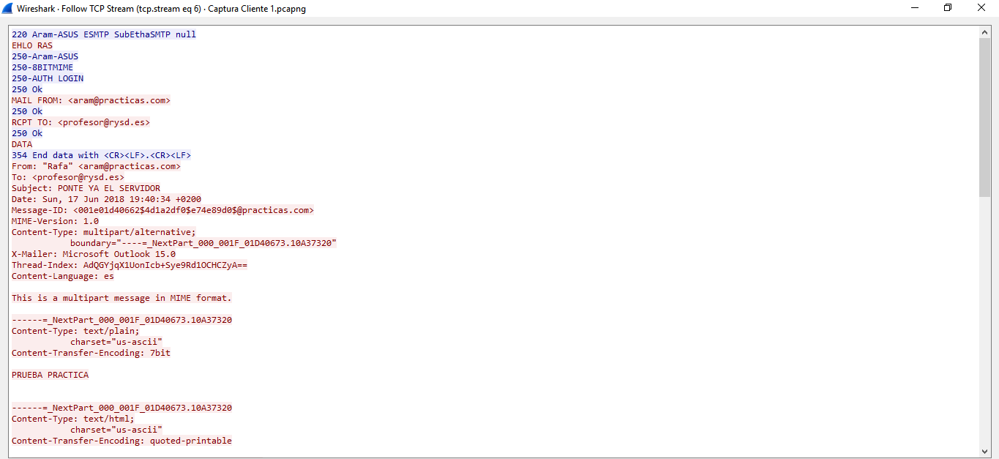 Wireshark · Follow TCP Stream (tcp.stream eq 6) · Captura Cliente 1.pcapng
220 Aram-ASUS ESMTP SubEthaSMTP null
EHLO RAS
250-Aram-ASUS
250-8BITMIME
250-AUTH LOGIN
250 Ok
MAIL FROM: <aram@practicas.com>
250 Ok
RCPT TO: <profesor@rysd.es>
250 Ok
DATA
354 End data with <CR><LF>.<CR><LF>
From: "Rafa" <aram@practicas.com>
To: <profesor@rysd.es>
Subject: PONTE YA EL SERVIDOR
Date: Sun, 17 Jun 2018 19:40:34 +0200
Message-ID: <001e01d40662$4d1a2df0$e74e89d0$@practicas.com>
MIME-Version: 1.0
Content-Type: multipart/alternative;
boundary="----=_NextPart_000_001F_01D40673.10A37320"
X-Mailer: Microsoft Outlook 15.0
Thread-Index: AdQGYjqX1UonIcb+Sye9Rd1OCHCZyA==
Content-Language: es
This is a multipart message in MIME format.
------=_NextPart_000_001F_01D40673.10A37320
Content-Type: text/plain;
charset="us-ascii"
Content-Transfer-Encoding: 7bit
PRUEBA PRACTICA
------=_NextPart_000_001F_01D40673.10A37320
Content-Type: text/html;
charset="us-ascii"
Content-Transfer-Encoding: quoted-printable